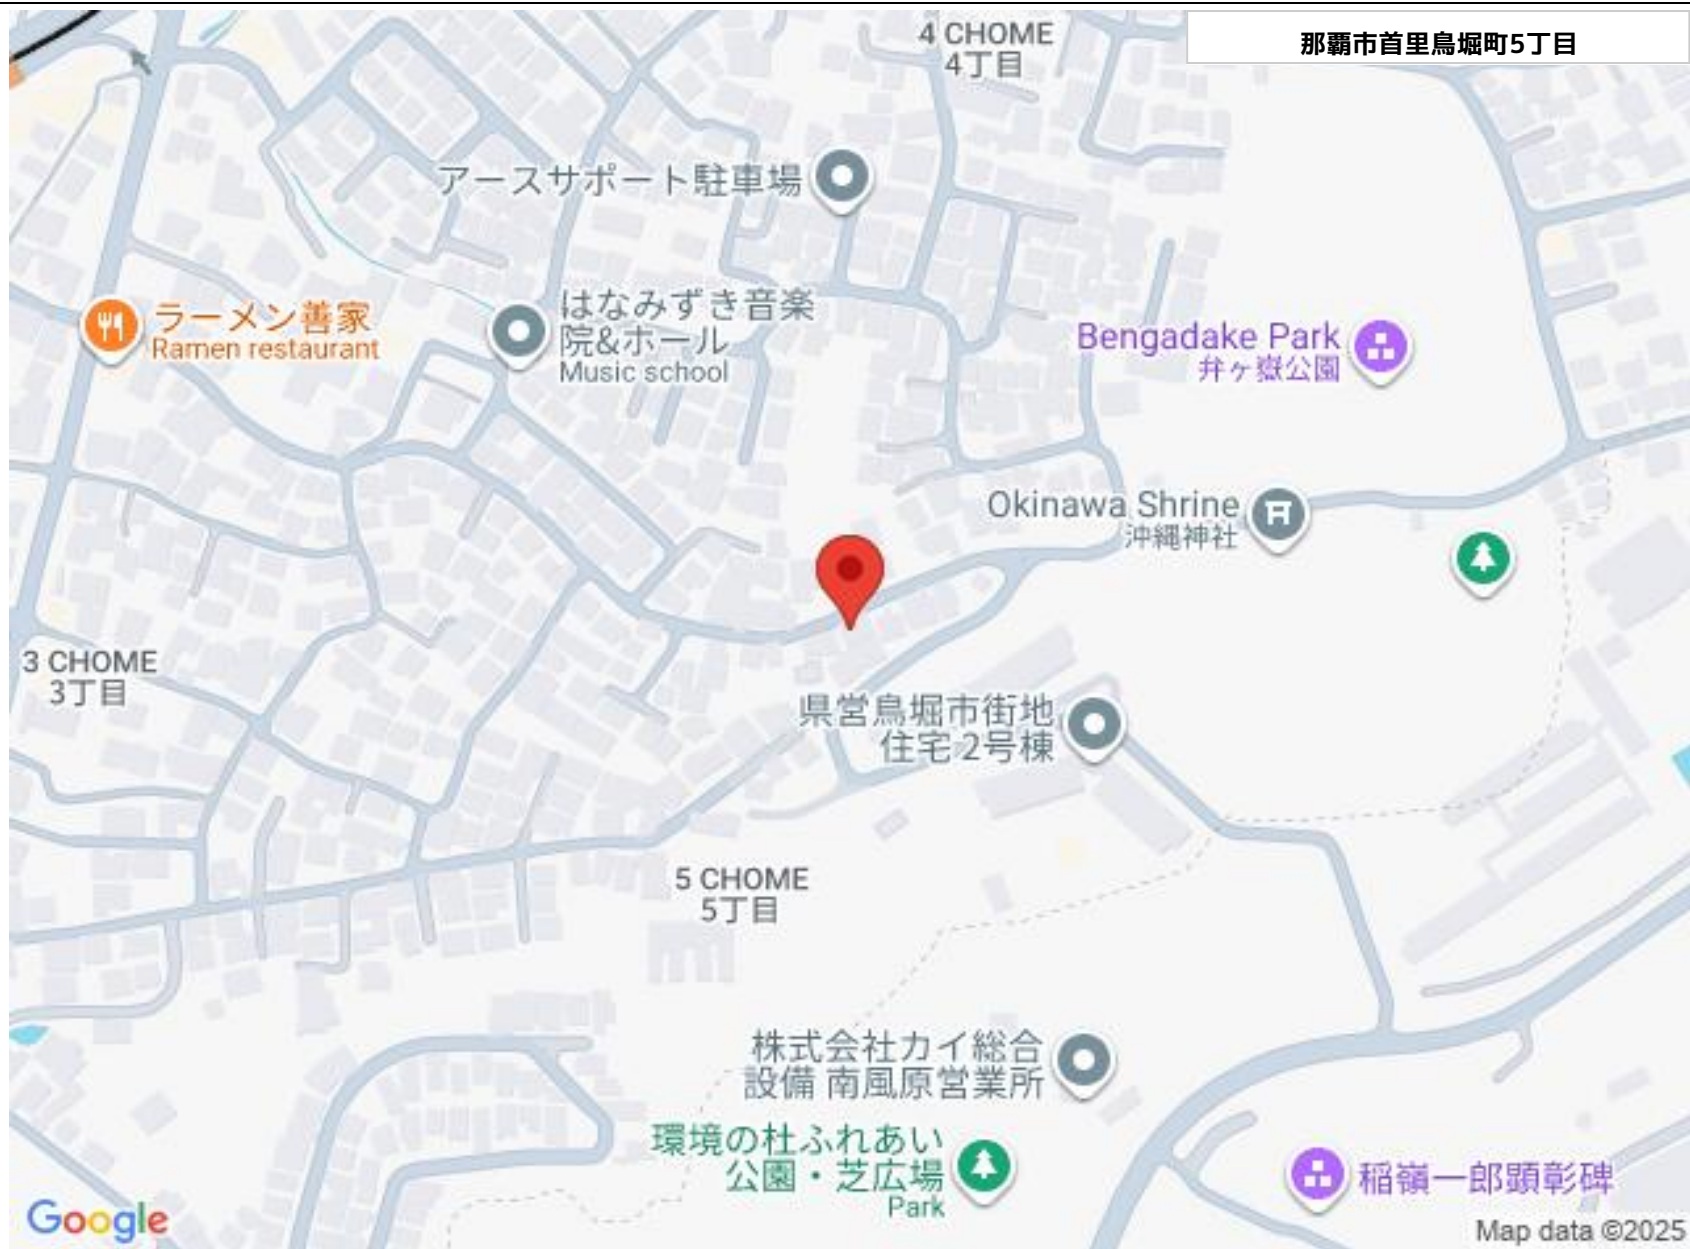 那覇市首里鳥堀町5丁目
4 CHOME
4丁目
アースサポート駐車場
はなみずき音楽
院&ホール
Music school
ラーメン善家
Ramen restaurant
Bengadake Park
弁ヶ嶽公園
Okinawa Shrine
沖縄神社
3 CHOME
3丁目
県営鳥堀市街地
住宅 2号棟
5 CHOME
5丁目
株式会社カイ総合
設備 南風原営業所
環境の杜ふれあい
公園・芝広場
Park
稲嶺一郎顕彰碑
Google
Map data ©2025